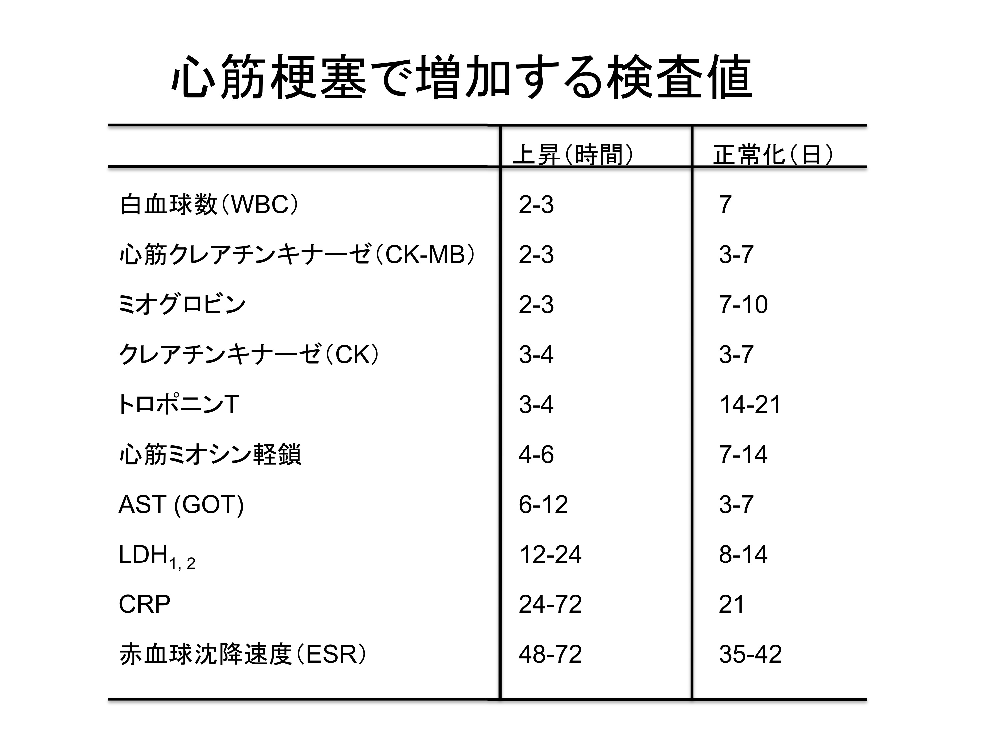 心筋梗塞で増加する検査値
上昇（時間） 正常化（日）
白血球数（WBC） 2-3 7
心筋クレアチンキナーゼ（CK-MB） 2-3 3-7
ミオグロビン 2-3 7-10
クレアチンキナーゼ（CK） 3-4 3-7
トロポニンT 3-4 14-21
心筋ミオシン軽鎖 4-6 7-14
AST (GOT) 6-12 3-7
LDH1, 2 12-24 8-14
CRP 24-72 21
赤血球沈降速度（ESR） 48-72 35-42